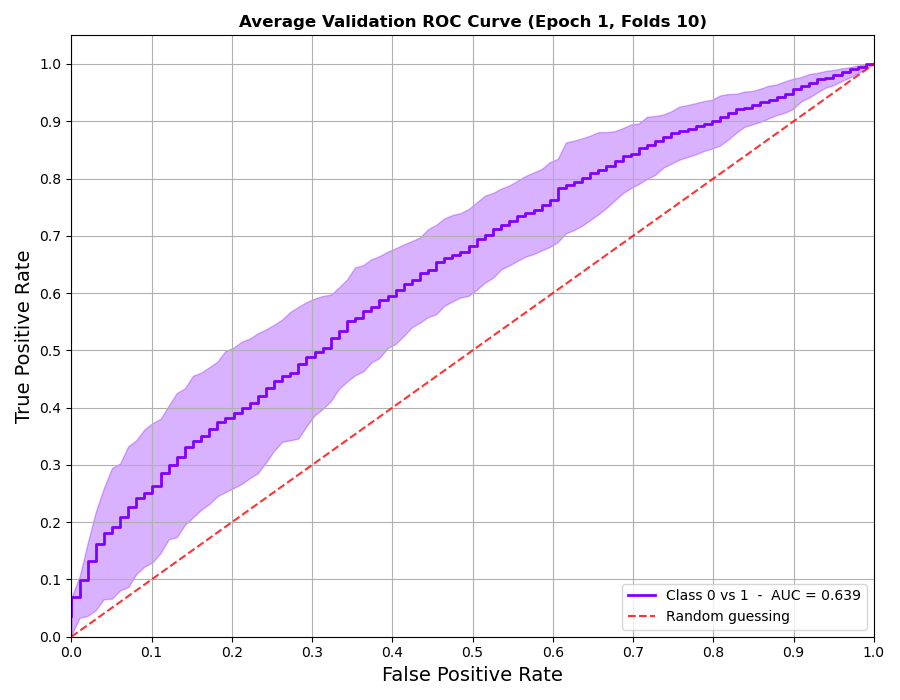 Average Validation ROC Curve (Epoch 1, Folds 10)
True Positive Rate
1.0
0.9
0.8
0.7
0.6
0.5
0.4
0.3
0.2
0.1
0.0
Class 0 vs 1 - AUC = 0.639
Random guessing
0.0 0.1 0.2 0.3 0.4 0.5 0.6 0.7 0.8 0.9 1.0
False Positive Rate